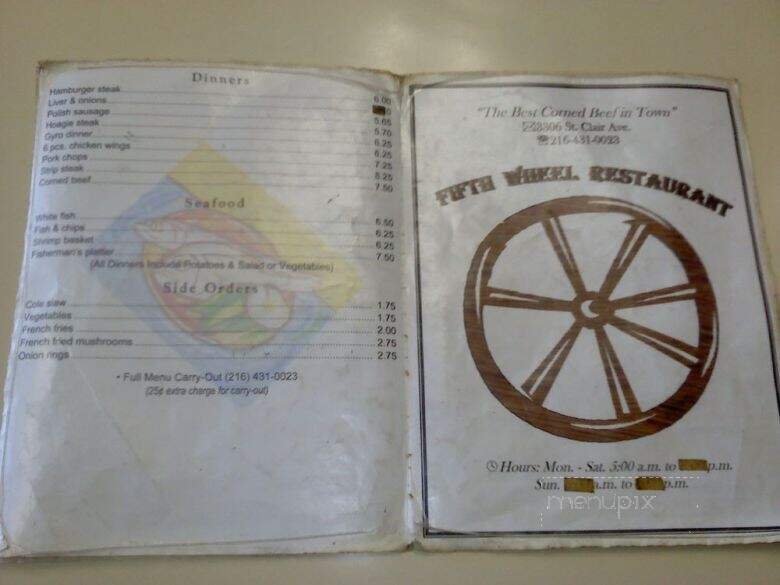 Dinners
Hamburger steak 6.00
Liver & onions
Polish sausage 5.65
Hoagie steak 5.70
Gyro dinner 6.25
6 pcs. chicken wings 6.25
Pork chops 7.25
Strip steak 8.25
Corned beef 7.50
Seafood
White fish 6.50
Fish & chips 6.25
Shrimp basket 6.25
Fisherman's platter 7.50
(All Dinners Include Potatoes & Salad or Vegetables)
Side Orders
Cole slaw 1.75
Vegetables 1.75
French fries 2.00
French fried mushrooms 2.75
Onion rings 2.75
• Full Menu Carry-Out (216) 431-0023
(25¢ extra charge for carry-out)
"The Best Corned Beef in Town"
3306 St. Clair Ave.
216-431-0023
FIFTH WHEEL RESTAURANT
Hours: Mon. - Sat. 5:00 a.m. to p.m.
Sun. a.m. to p.m.
menupix